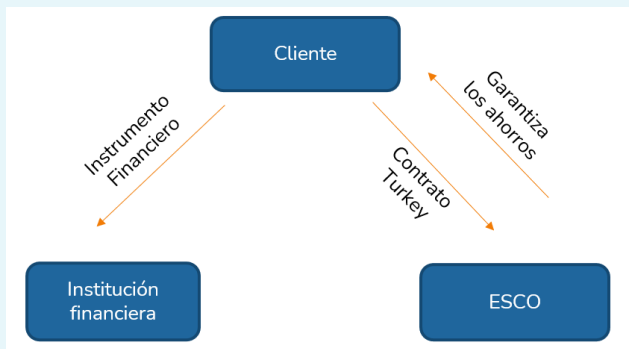 Cliente
Instrumento
Financiero
Garantiza
los ahorros
Contrato
Turkey
Institución
financiera
ESCO